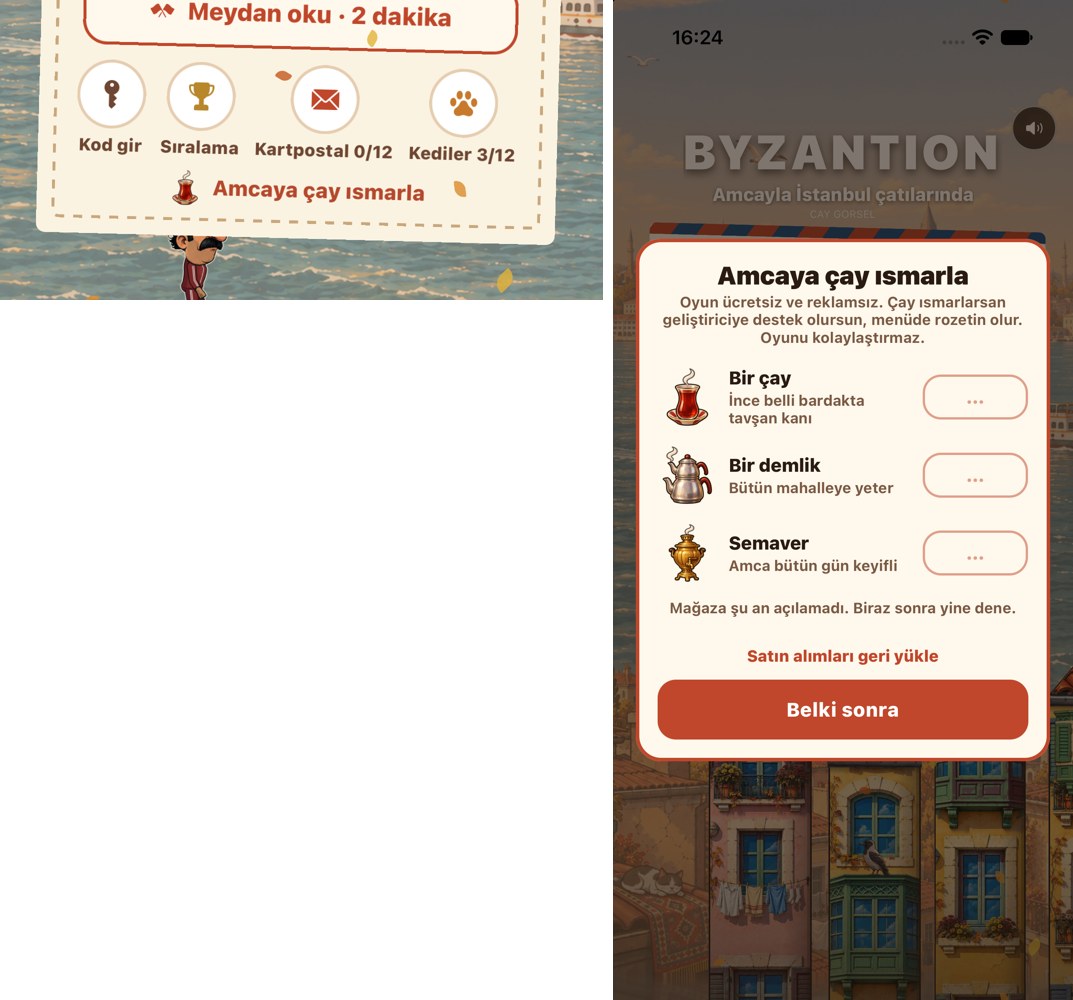 Meydan oku · 2 dakika
Kod gir
Sıralama
Kartpostal 0/12
Kediler 3/12
Amcaya çay ısmarla
16:24
BYZANTION
Amcayla İstanbul çatılarında
CAY GORSEL
Amcaya çay ısmarla
Oyun ücretsiz ve reklamsız. Çay ısmarlarsan
geliştiriciye destek olursun, menüde rozetin olur.
Oyunu kolaylaştırmaz.
Bir çay
İnce belli bardakta
tavşan kanı
...
Bir demlik
Bütün mahalleye yeter
...
Semaver
Amca bütün gün keyifli
...
Mağaza şu an açılamadı. Biraz sonra yine dene.
Satın alımları geri yükle
Belki sonra